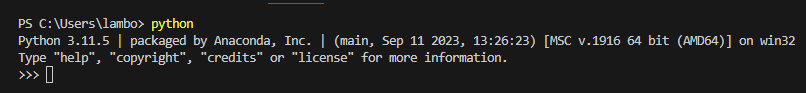 PS C:\Users\lambo> python
Python 3.11.5 | packaged by Anaconda, Inc. | (main, Sep 11 2023, 13:26:23) [MSC v.1916 64 bit (AMD64)] on win32
Type "help", "copyright", "credits" or "license" for more information.
>>>